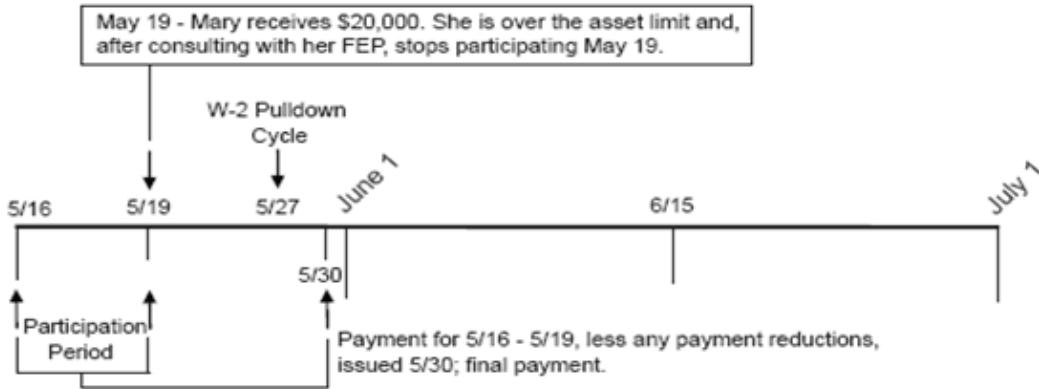 May 19 - Mary receives $20,000. She is over the asset limit and,
after consulting with her FEP, stops participating May 19.
W-2 Pulldown
Cycle
5/16
5/19
5/27
June 1
6/15
July 1
5/30
Participation
Period
Payment for 5/16 - 5/19, less any payment reductions,
issued 5/30; final payment.